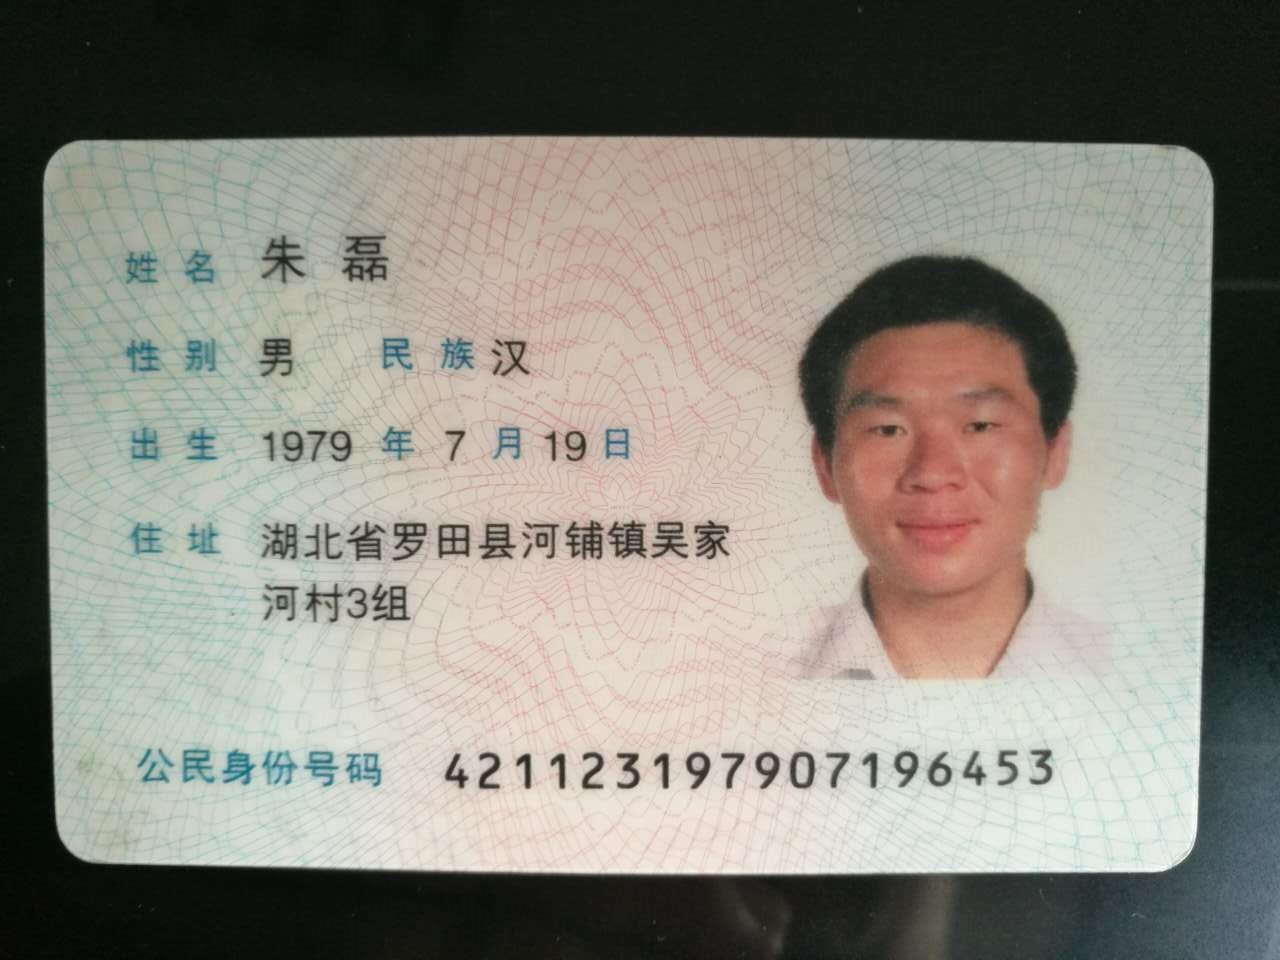 姓名 朱磊
性别 男 民族 汉
出生 1979 年 7 月 19 日
住址 湖北省罗田县河铺镇吴家
河村3组
公民身份号码 421123197907196453